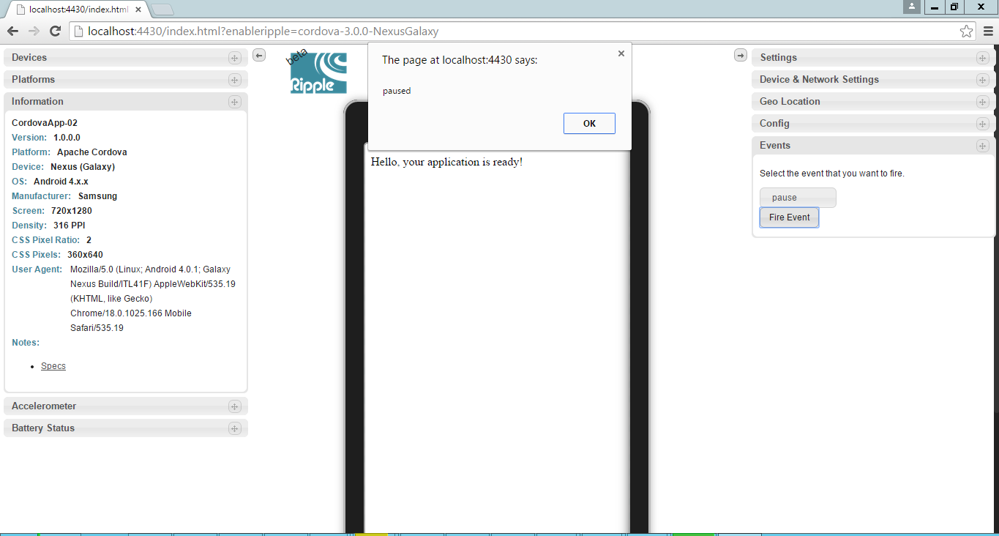 localhost:4430/index.html
localhost:4430/index.html?enableripple=cordova-3.0.0-NexusGalaxy
Devices
Platforms
Information
CordovaApp-02
Version: 1.0.0.0
Platform: Apache Cordova
Device: Nexus (Galaxy)
OS: Android 4.x.x
Manufacturer: Samsung
Screen: 720x1280
Density: 316 PPI
CSS Pixel Ratio: 2
CSS Pixels: 360x640
User Agent: Mozilla/5.0 (Linux; Android 4.0.1; Galaxy
Nexus Build/ITL41F) AppleWebKit/535.19
(KHTML, like Gecko)
Chrome/18.0.1025.166 Mobile
Safari/535.19
Notes:
Specs
Accelerometer
Battery Status
beta
Ripple
The page at localhost:4430 says:
paused
OK
Hello, your application is ready!
Settings
Device & Network Settings
Geo Location
Config
Events
Select the event that you want to fire.
pause
Fire Event